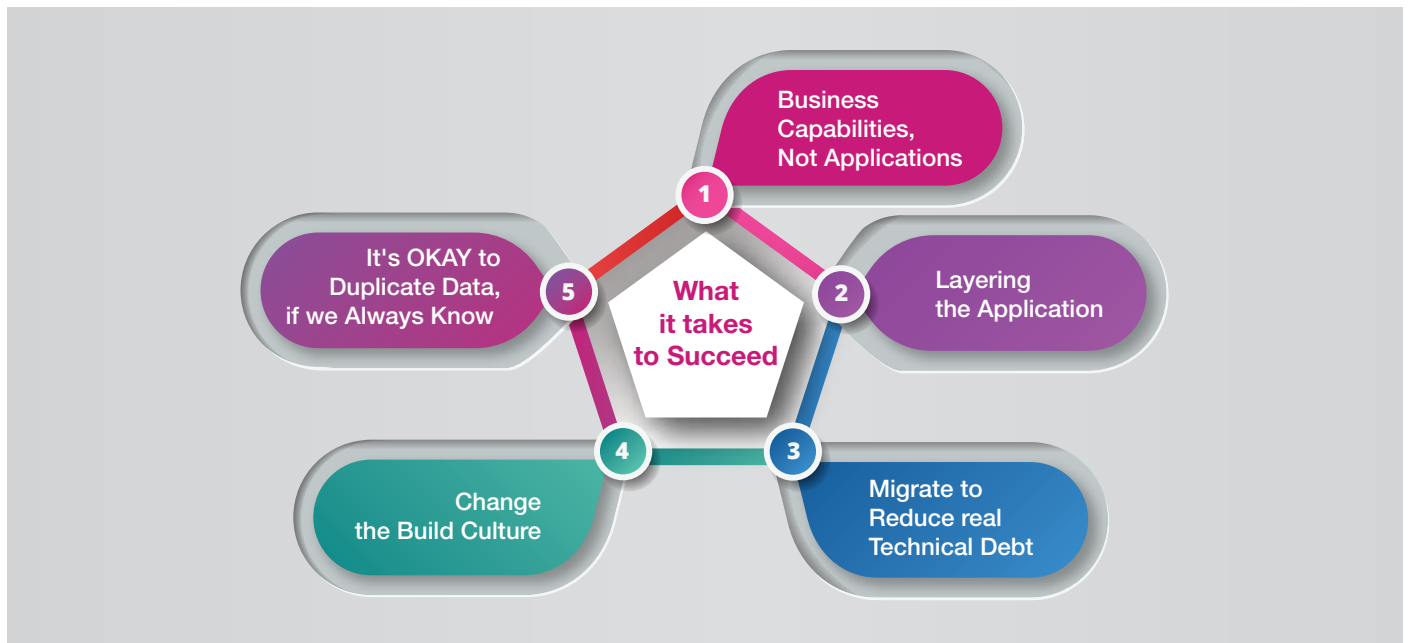 What
it takes
to Succeed
1
Business
Capabilities,
Not Applications
2
Layering
the Application
3
Migrate to
Reduce real
Technical Debt
4
Change
the Build Culture
5
It's OKAY to
Duplicate Data,
if we Always Know